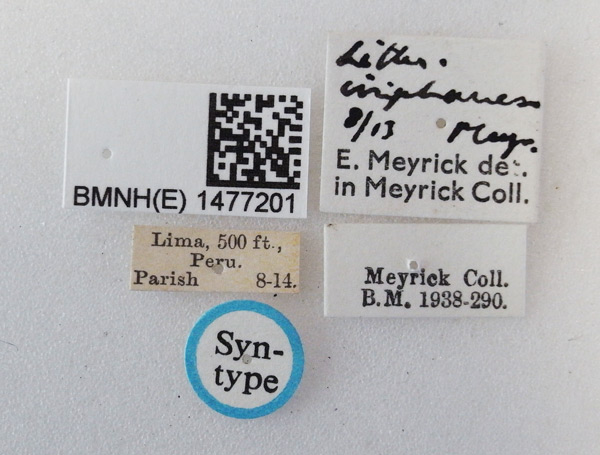 iriphanes
8/13 Meyr.
E. Meyrick det.
in Meyrick Coll.
BMNH(E) 1477201
Lima, 500 ft.,
Peru.
Parish 8-14.
Meyrick Coll.
B.M. 1938-290.
Syn-
type